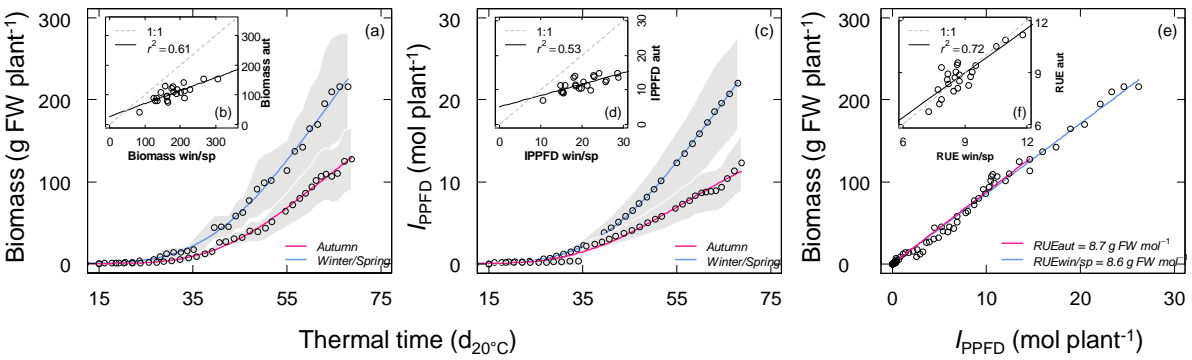 Biomass (g FW plant-1)
300
200
100
0
15
35
55
75
(a)
Autumn
Winter/Spring
1:1
r2 = 0.61
(b)
0
100
200
300
Biomass win/sp
0
100
200
300
Biomass aut
IPPFD (mol plant-1)
30
20
10
0
15
35
55
75
(c)
Autumn
Winter/Spring
1:1
r2 = 0.53
(d)
0
10
20
30
IPPFD win/sp
0
10
20
30
IPPFD aut
Thermal time (d20°C)
Biomass (g FW plant-1)
300
200
100
0
0
10
20
30
(e)
RUEaut = 8.7 g FW mol−1
RUEwin/sp = 8.6 g FW mol
1:1
r2 = 0.72
(f)
6
8
10
12
RUE win/sp
6
9
12
RUE aut
IPPFD (mol plant-1)